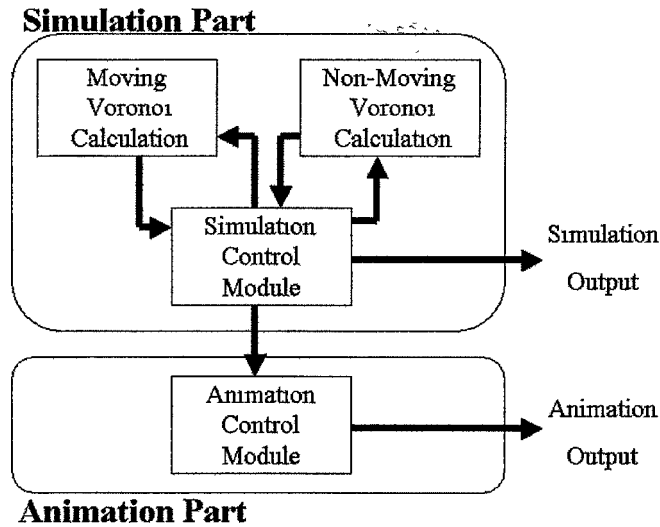 Simulation Part
Moving
Voronoi
Calculation
Non-Moving
Voronoi
Calculation
Simulation
Control
Module
Simulation
Output
Animation
Control
Module
Animation
Output
Animation Part